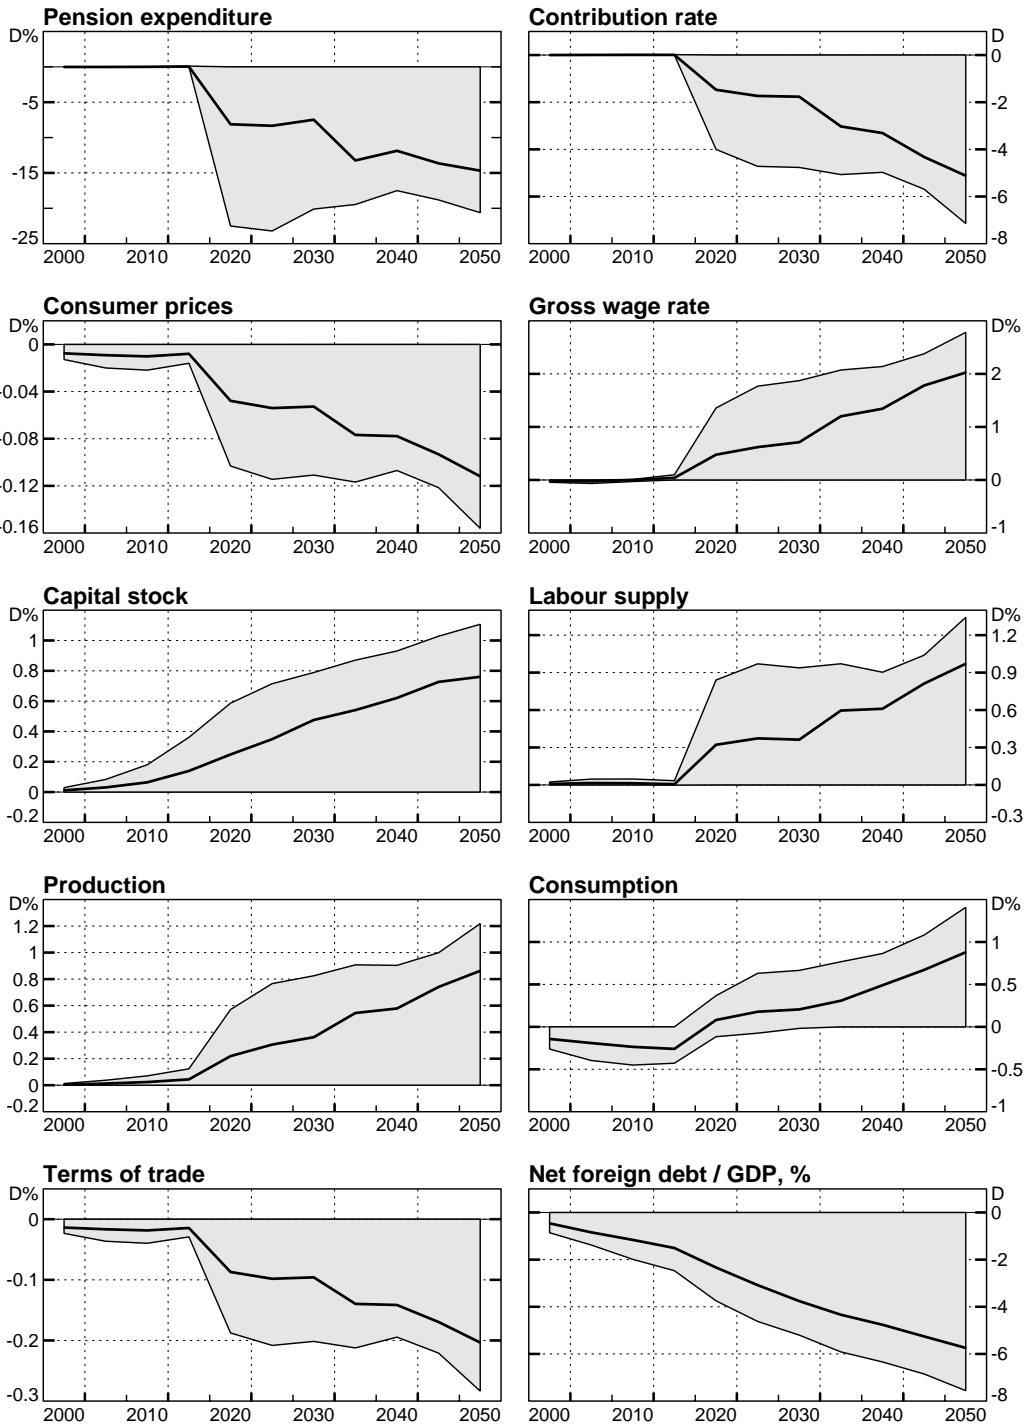 Pension expenditure
D%
-5
-15
-25
2000 2010 2020 2030 2040 2050
Contribution rate
D
0
-2
-4
-6
-8
2000 2010 2020 2030 2040 2050
Consumer prices
D%
0
-0.04
-0.08
-0.12
-0.16
2000 2010 2020 2030 2040 2050
Gross wage rate
D%
2
1
0
-1
2000 2010 2020 2030 2040 2050
Capital stock
D%
1
0.8
0.6
0.4
0.2
0
-0.2
2000 2010 2020 2030 2040 2050
Labour supply
D%
1.2
0.9
0.6
0.3
0
-0.3
2000 2010 2020 2030 2040 2050
Production
D%
1.2
1
0.8
0.6
0.4
0.2
0
-0.2
2000 2010 2020 2030 2040 2050
Consumption
D%
1
0.5
0
-0.5
-1
2000 2010 2020 2030 2040 2050
Terms of trade
D%
0
-0.1
-0.2
-0.3
2000 2010 2020 2030 2040 2050
Net foreign debt / GDP, %
D
0
-2
-4
-6
-8
2000 2010 2020 2030 2040 2050